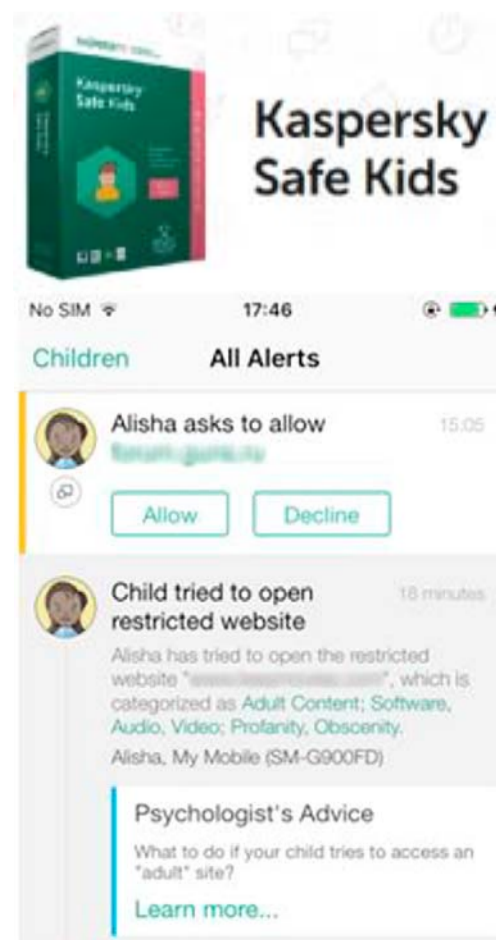 Kaspersky
Safe Kids
Kaspersky
Safe Kids
No SIM
17:46
Children
All Alerts
Alisha asks to allow
15:05
Allow
Decline
Child tried to open
18 minutes
restricted website
Alisha has tried to open the restricted
website " ", which is
categorized as Adult Content; Software,
Audio, Video; Profanity, Obscenity.
Alisha, My Mobile (SM-G900FD)
Psychologist's Advice
What to do if your child tries to access an
"adult" site?
Learn more...